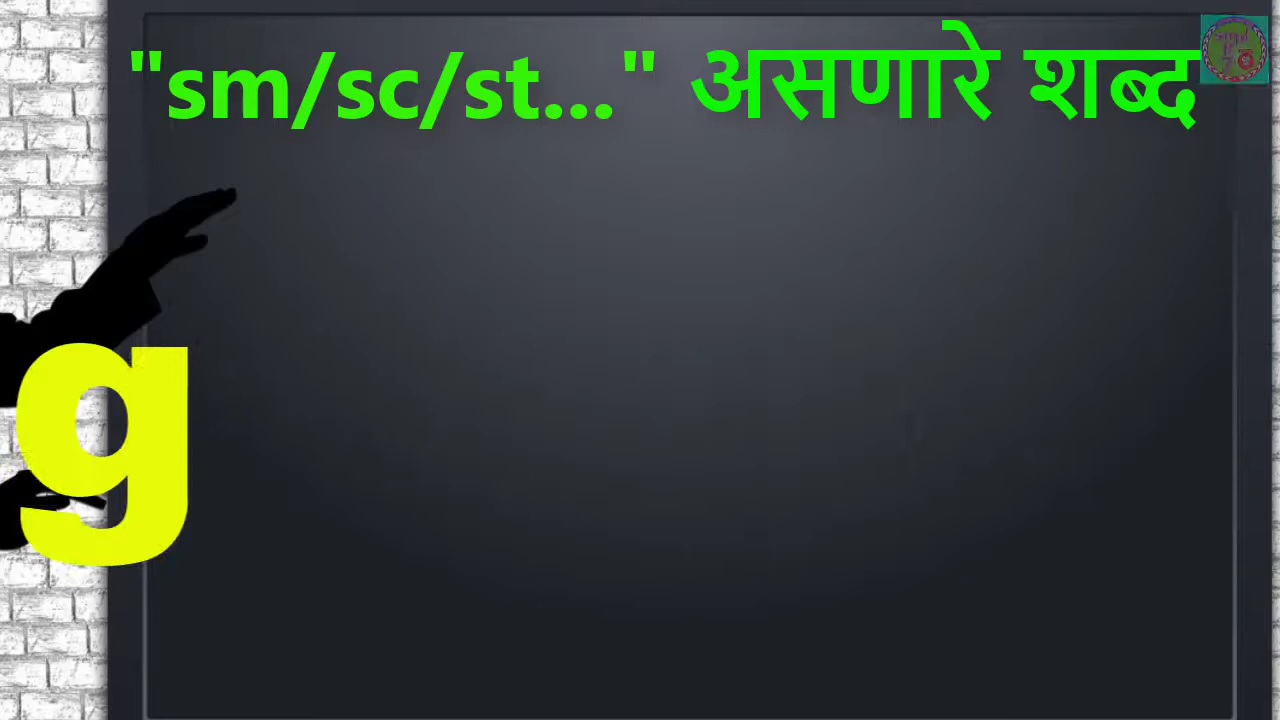 "sm/sc/st..." असणारे शब्द
g